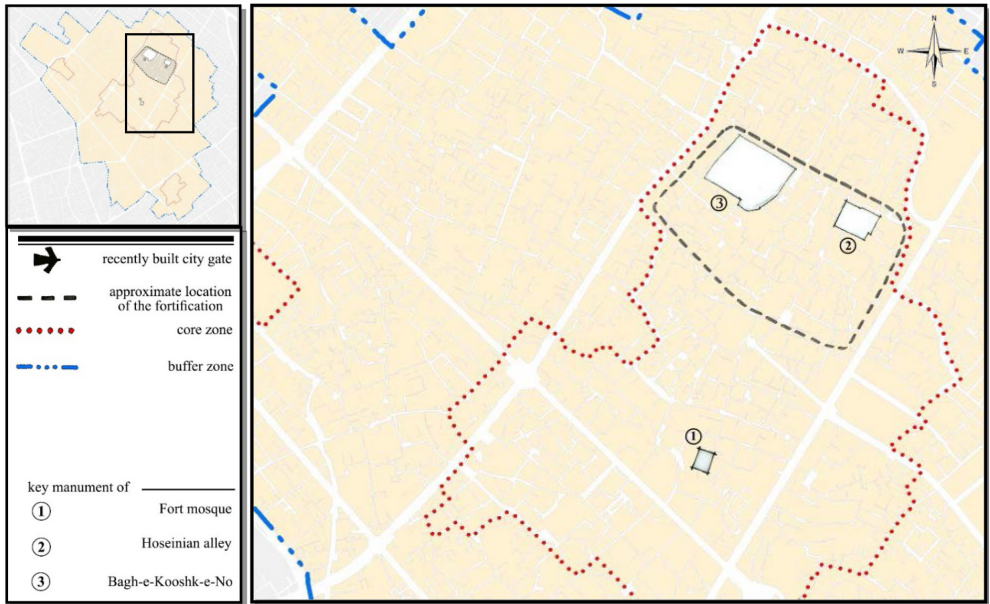 recently built city gate
approximate location
of the fortification
core zone
buffer zone
key manument of
1 Fort mosque
2 Hoseinian alley
3 Bagh-e-Kooshk-e-No
N
W E
S
3
2
1